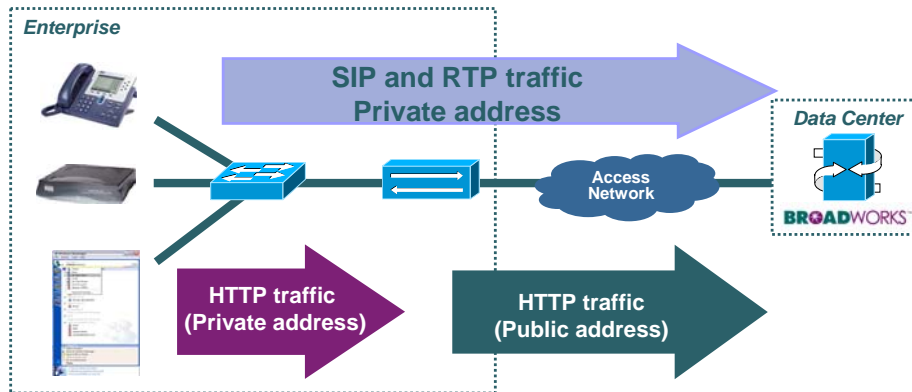 Enterprise
SIP and RTP traffic
Private address
Data Center
Access
Network
BROADWORKS
HTTP traffic
(Private address)
HTTP traffic
(Public address)